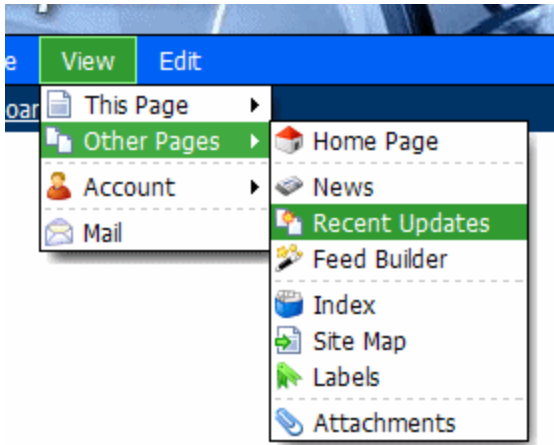 View Edit
oar
This Page
Other Pages
Account
Mail
Home Page
News
Recent Updates
Feed Builder
Index
Site Map
Labels
Attachments